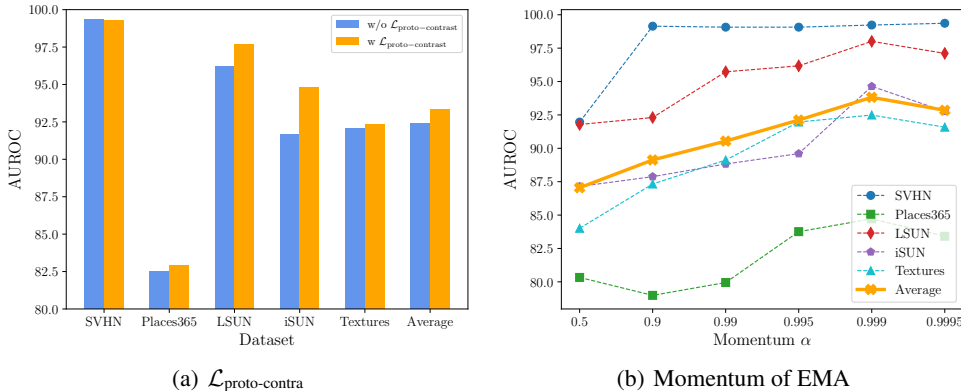 100.0
97.5
95.0
92.5
90.0
87.5
85.0
82.5
80.0
AUROC
w/o L_proto−contrast
w L_proto−contrast
SVHN Places365 LSUN iSUN Textures Average
Dataset
(a) L_proto-contra
100.0
97.5
95.0
92.5
90.0
87.5
85.0
82.5
80.0
AUROC
SVHN
Places365
LSUN
iSUN
Textures
Average
0.5 0.9 0.99 0.995 0.999 0.9995
Momentum α
(b) Momentum of EMA